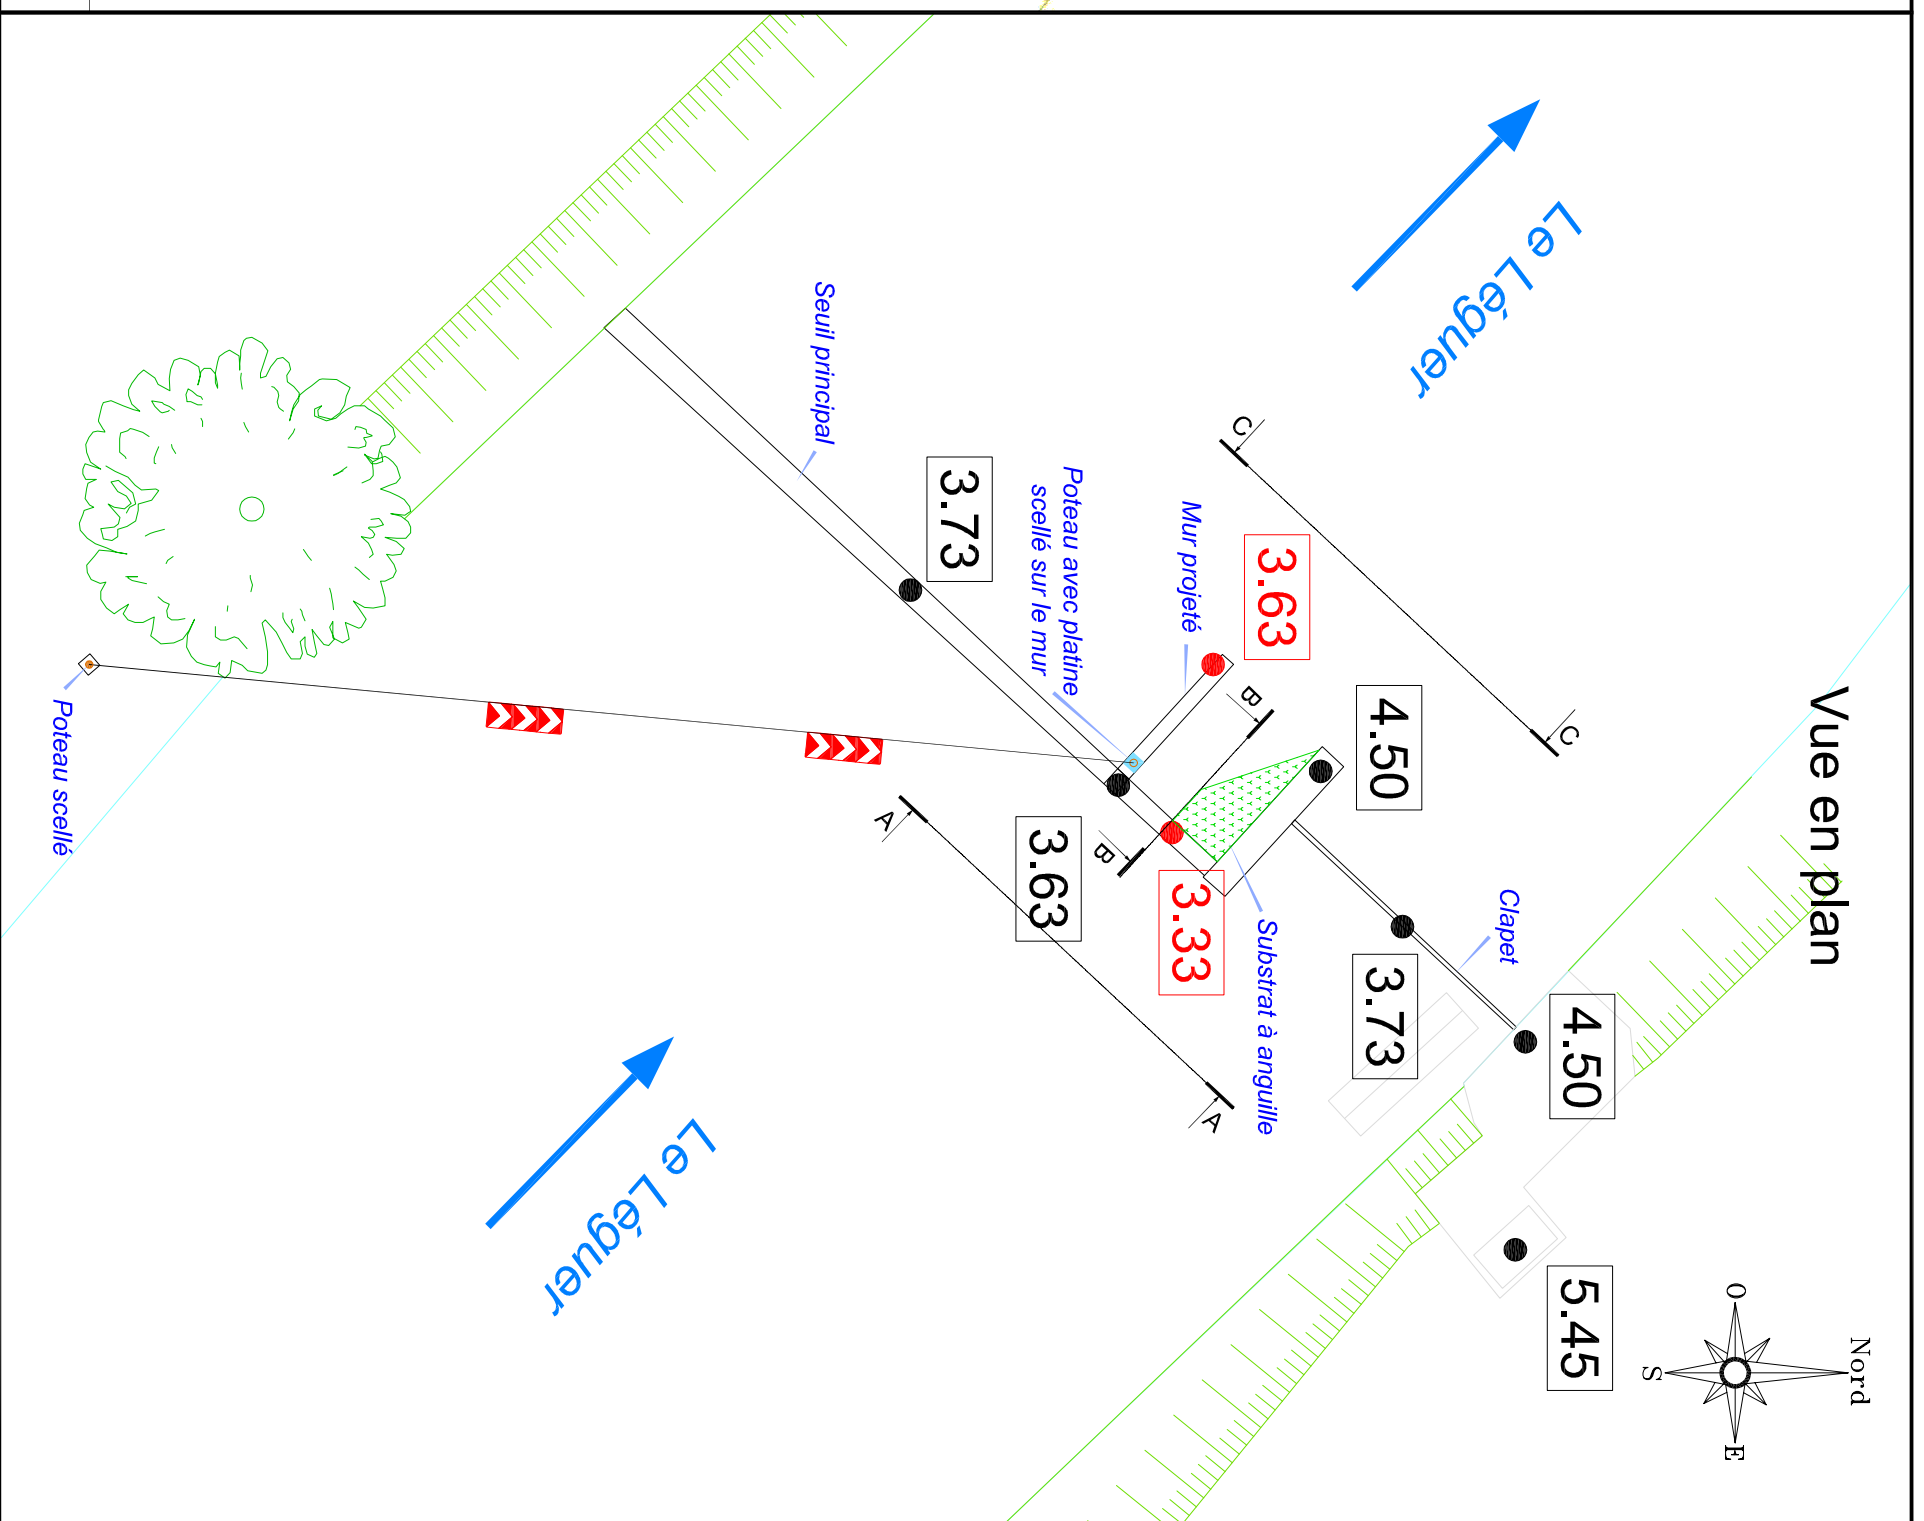 Vue en plan
Nord
O
E
S
Le Léguer
C
C
4.50
4.50
5.45
Clapet
3.73
3.63
Mur projeté
B
B
Substrat à anguille
3.33
Poteau avec platine
scellé sur le mur
3.63
3.73
A
A
Seuil principal
Le Léguer
Poteau scellé